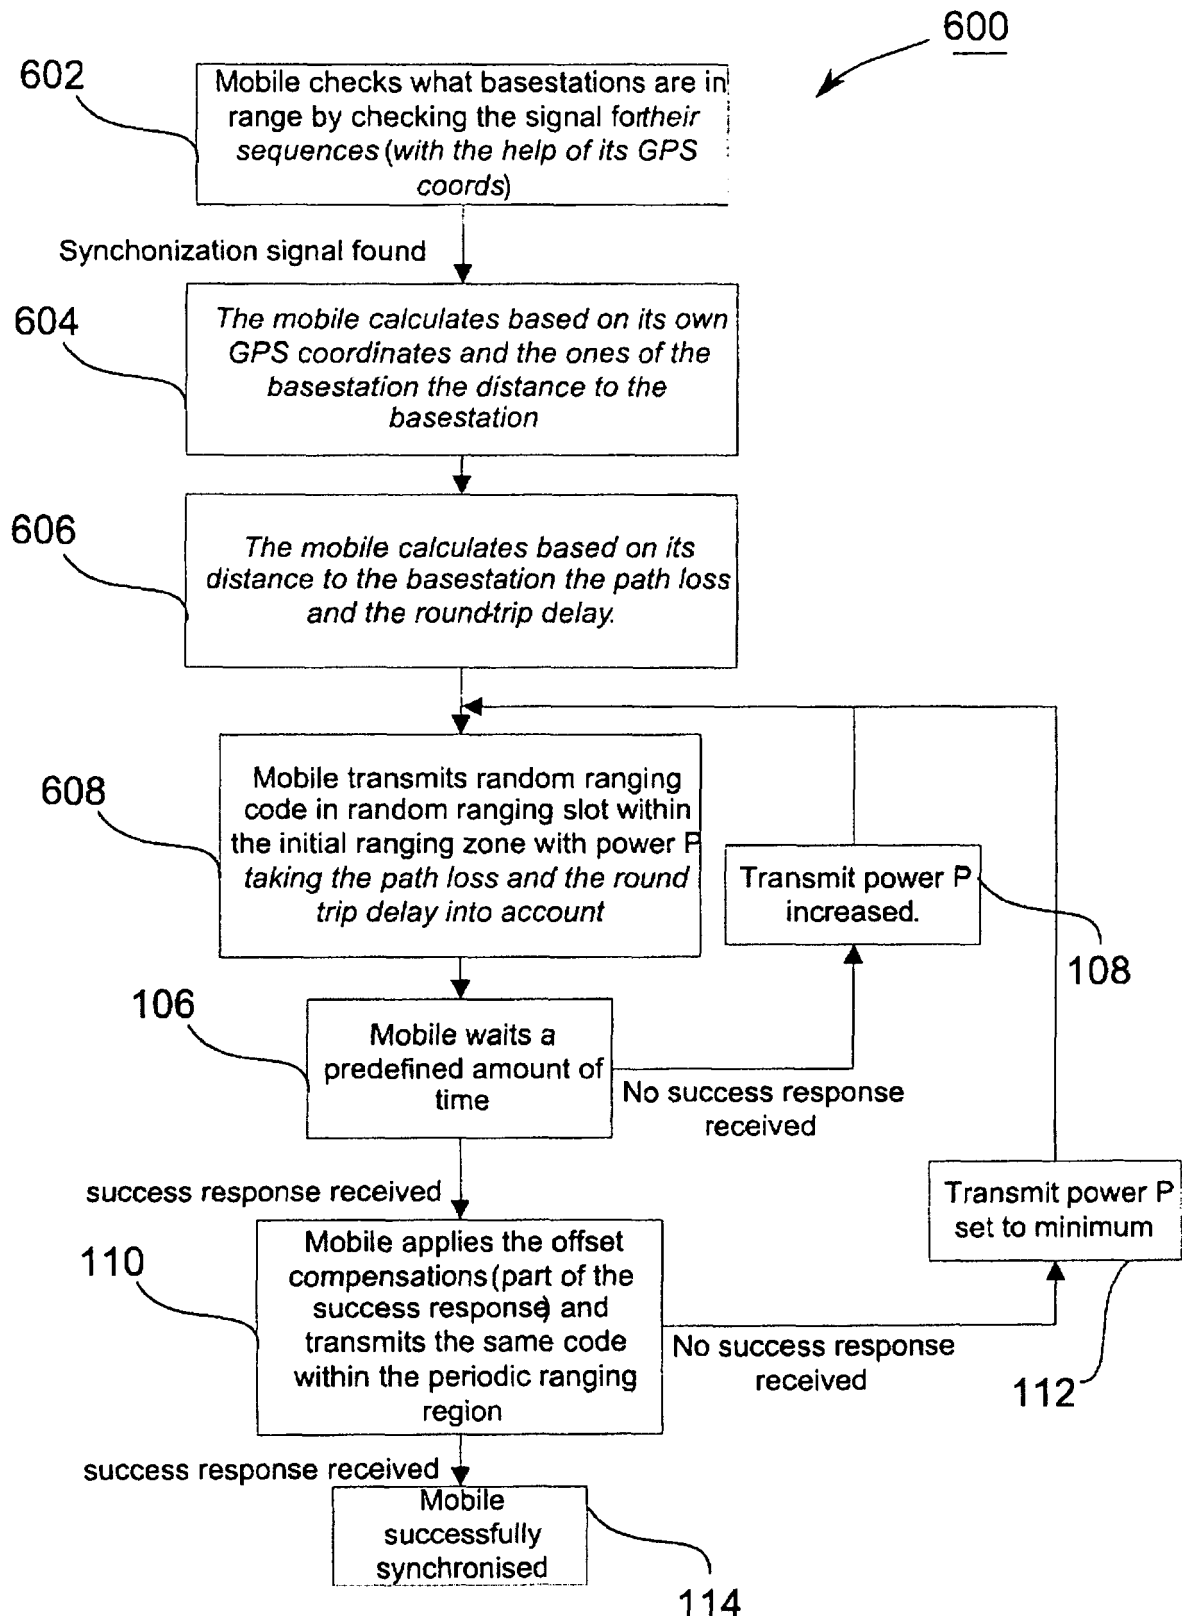 600
602
Mobile checks what basestations are in
range by checking the signal for their
sequences (with the help of its GPS
coords)
Synchonization signal found
604
The mobile calculates based on its own
GPS coordinates and the ones of the
basestation the distance to the
basestation
606
The mobile calculates based on its
distance to the basestation the path loss
and the round-trip delay.
608
Mobile transmits random ranging
code in random ranging slot within
the initial ranging zone with power P
taking the path loss and the round
trip delay into account
Transmit power P
increased.
108
106
Mobile waits a
predefined amount of
time
No success response
received
success response received
Transmit power P
set to minimum
112
110
Mobile applies the offset
compensations (part of the
success response) and
transmits the same code
within the periodic ranging
region
No success response
received
success response received
Mobile
successfully
synchronised
114